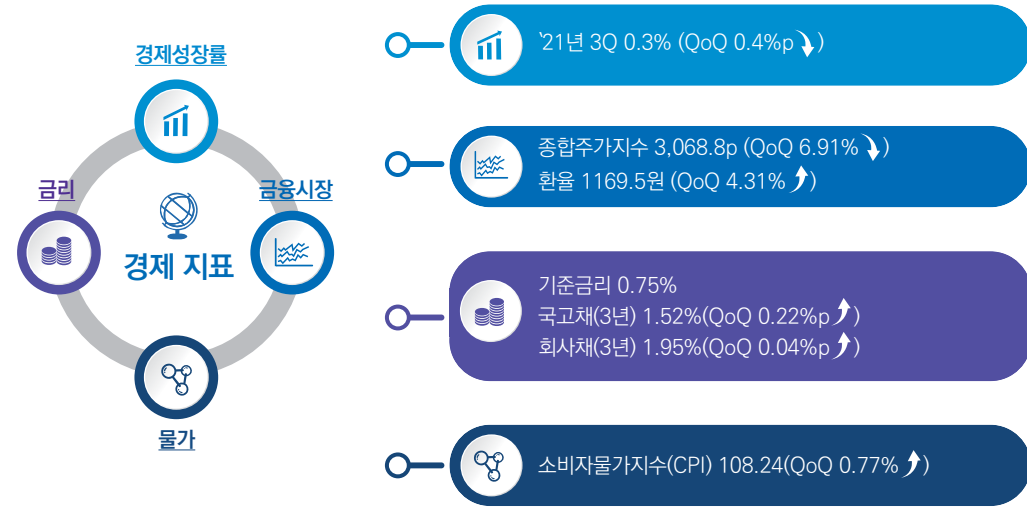 경제성장률
금리
금융시장
경제 지표
물가
`21년 3Q 0.3% (QoQ 0.4%p⤵)
종합주가지수 3,068.8p (QoQ 6.91%⤵)
환율 1169.5원 (QoQ 4.31%⤴)
기준금리 0.75%
국고채(3년) 1.52%(QoQ 0.22%p⤴)
회사채(3년) 1.95%(QoQ 0.04%p⤴)
소비자물가지수(CPI) 108.24(QoQ 0.77%⤴)